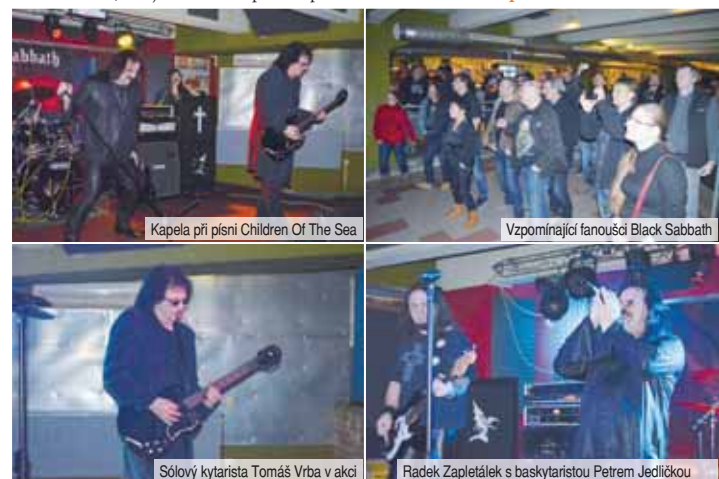 abbath
Kapela při písni Children Of The Sea
Vzpomínající fanoušci Black Sabbath
Sólový kytarista Tomáš Vrba v akci
Radek Zapletálek s baskytaristou Petrem Jedličkou